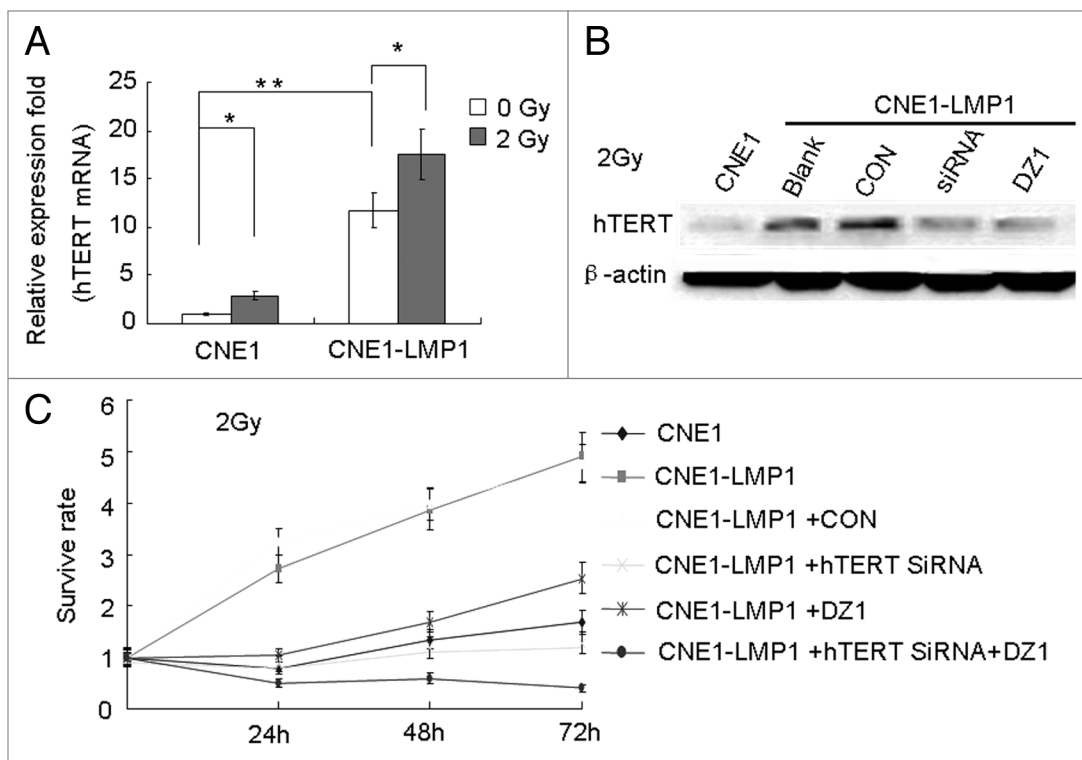 A
Relative expression fold
(hTERT mRNA)
25
20
15
10
5
0
*
**
*
0 Gy
2 Gy
CNE1
CNE1-LMP1
B
CNE1-LMP1
2Gy
CNE1
Blank
CON
siRNA
DZ1
hTERT
β-actin
C
2Gy
Survive rate
6
5
4
3
2
1
0
24h
48h
72h
CNE1
CNE1-LMP1
CNE1-LMP1 +CON
CNE1-LMP1 +hTERT SiRNA
CNE1-LMP1 +DZ1
CNE1-LMP1 +hTERT SiRNA+DZ1